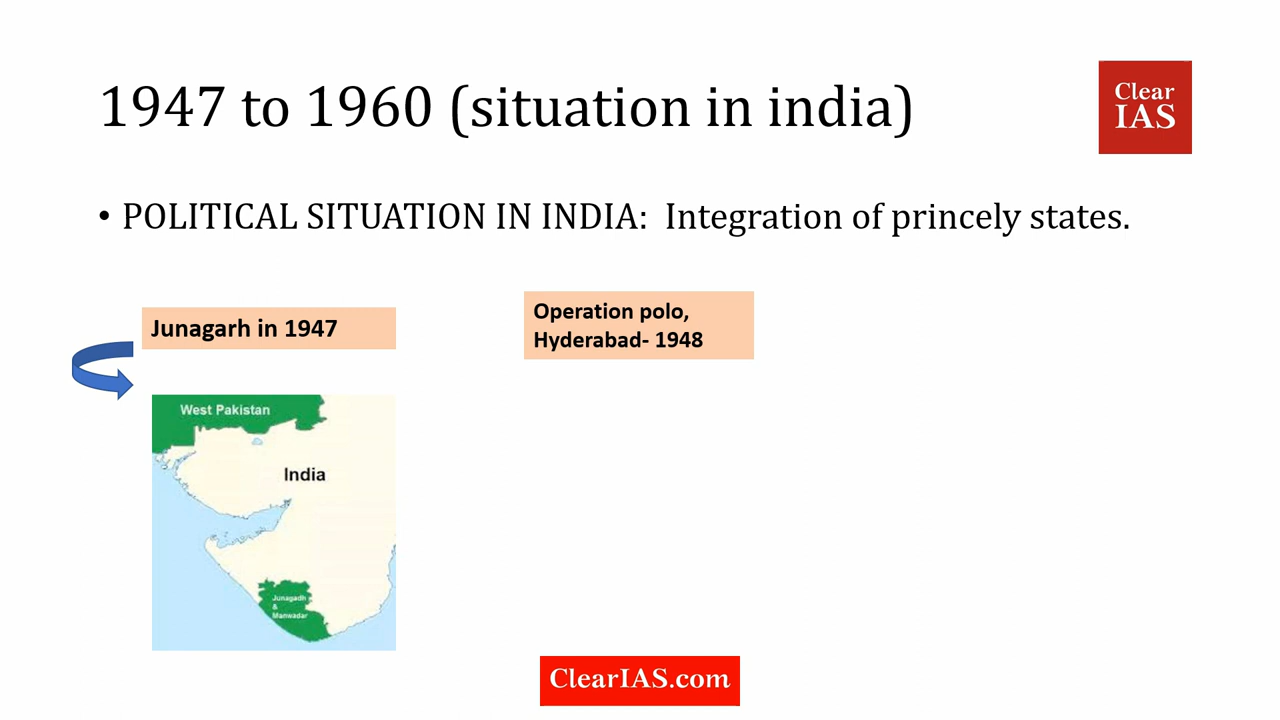 1947 to 1960 (situation in india)
Clear
IAS
• POLITICAL SITUATION IN INDIA: Integration of princely states.
Junagarh in 1947
Operation polo,
Hyderabad- 1948
West Pakistan
India
Junagadh
&
Manwadar
ClearIAS.com